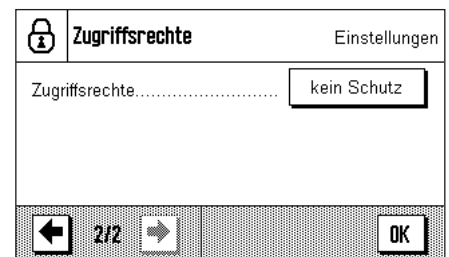 Zugriffsrechte Einstellungen
Zugriffsrechte........................... kein Schutz
2/2 OK